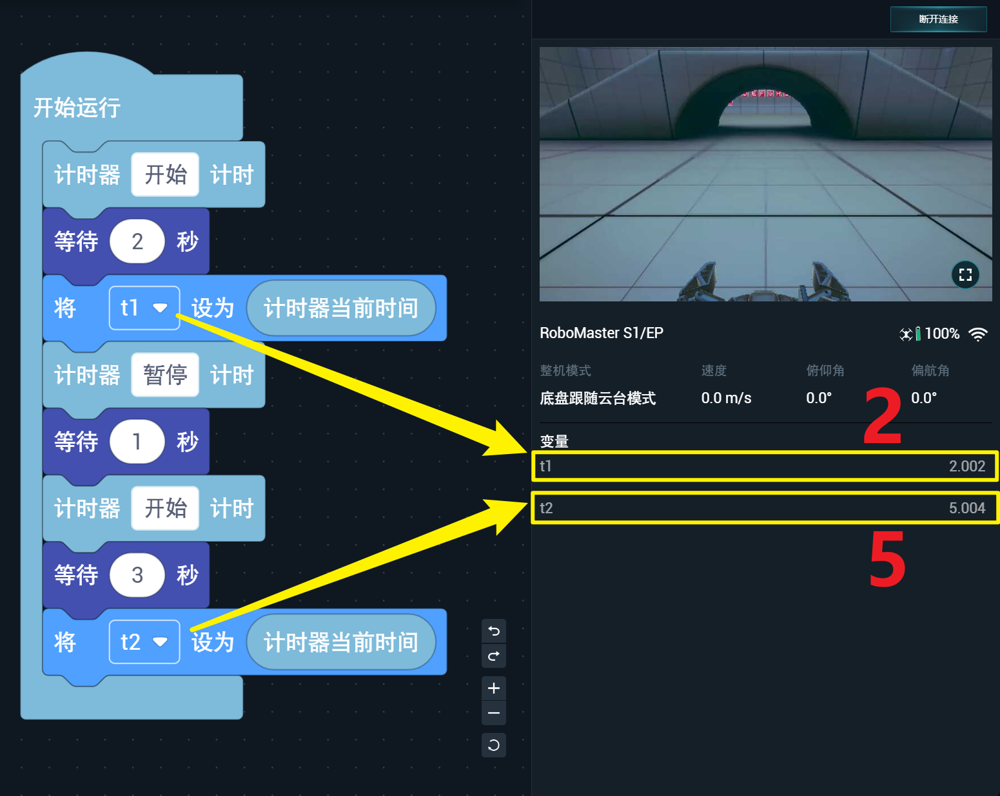 断开连接
开始运行
计时器 开始 计时
等待 2 秒
将 t1 设为 计时器当前时间
计时器 暂停 计时
等待 1 秒
计时器 开始 计时
等待 3 秒
将 t2 设为 计时器当前时间
RoboMaster S1/EP 100%
整机模式 速度 俯仰角 偏航角
底盘跟随云台模式 0.0 m/s 0.0° 0.0°
2
变量
t1 2.002
t2 5.004
5